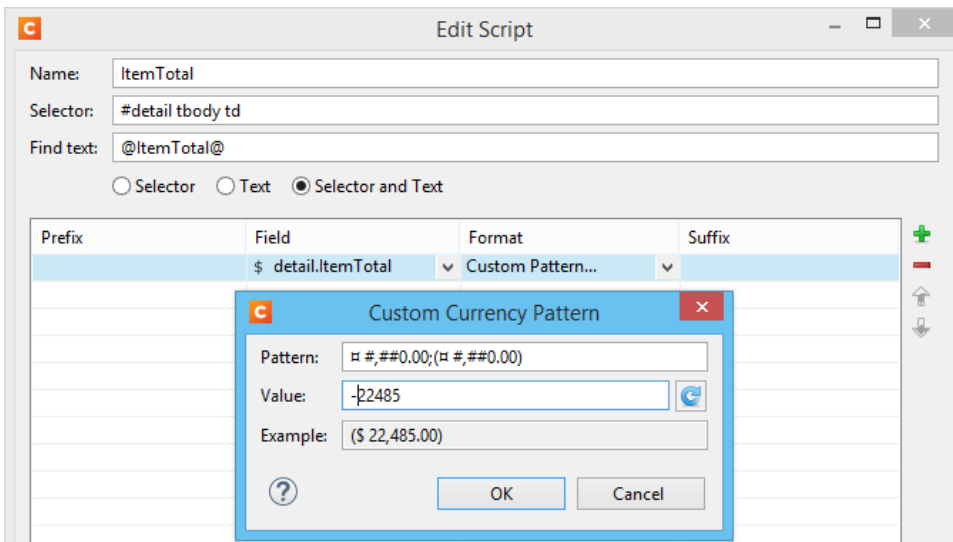 C Edit Script
Name: ItemTotal
Selector: #detail tbody td
Find text: @ItemTotal@
Selector Text Selector and Text
Prefix Field Format Suffix
$ detail.ItemTotal Custom Pattern...
C Custom Currency Pattern
Pattern: ¤ #,##0.00;(¤ #,##0.00)
Value: -22485
Example: ($ 22,485.00)
? OK Cancel